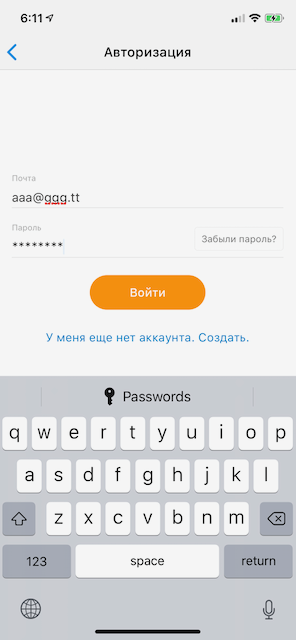 6:11
Авторизация
Почта
aaa@ggg.tt
Пароль
********
Забыли пароль?
Войти
У меня еще нет аккаунта. Создать.
Passwords
q w e r t y u i o p
a s d f g h j k l
z x c v b n m
123 space return